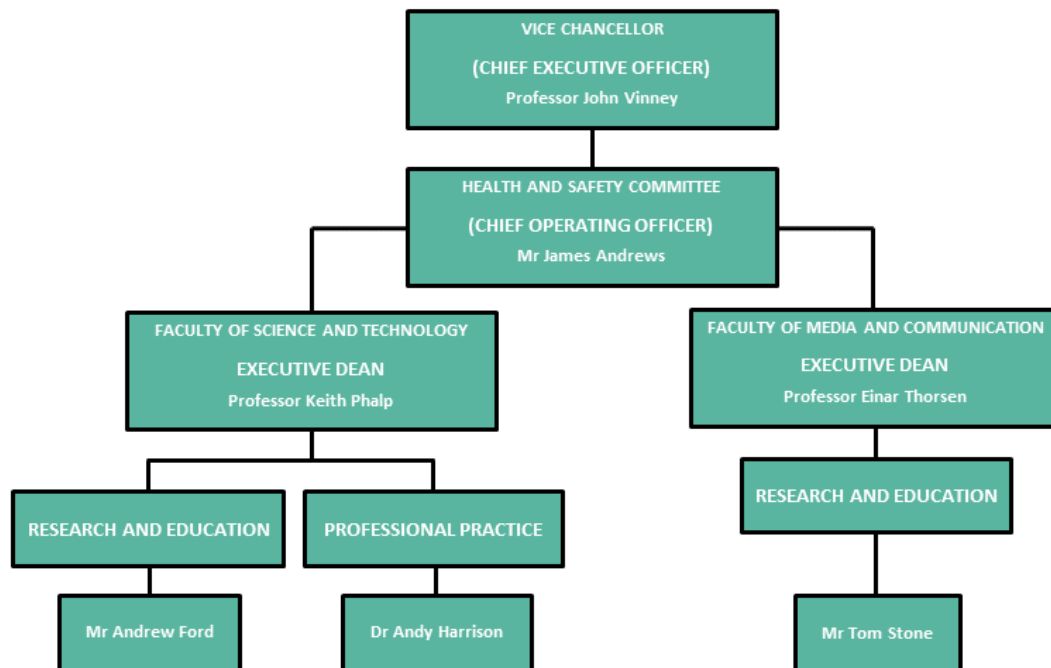 VICE CHANCELLOR
(CHIEF EXECUTIVE OFFICER)
Professor John Vinney
HEALTH AND SAFETY COMMITTEE
(CHIEF OPERATING OFFICER)
Mr James Andrews
FACULTY OF SCIENCE AND TECHNOLOGY
EXECUTIVE DEAN
Professor Keith Phalp
FACULTY OF MEDIA AND COMMUNICATION
EXECUTIVE DEAN
Professor Einar Thorsen
RESEARCH AND EDUCATION
PROFESSIONAL PRACTICE
RESEARCH AND EDUCATION
Mr Andrew Ford
Dr Andy Harrison
Mr Tom Stone